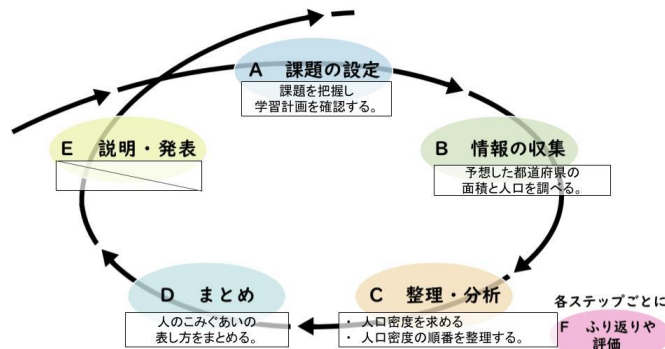 A 課題の設定
課題を把握し
学習計画を確認する。
B 情報の収集
予想した都道府県の
面積と人口を調べる。
C 整理・分析
・ 人口密度を求める
・ 人口密度の順番を整理する。
D まとめ
人のこみぐあいの
表し方をまとめる。
E 説明・発表
各ステップごとに
F ふり返りや
評価